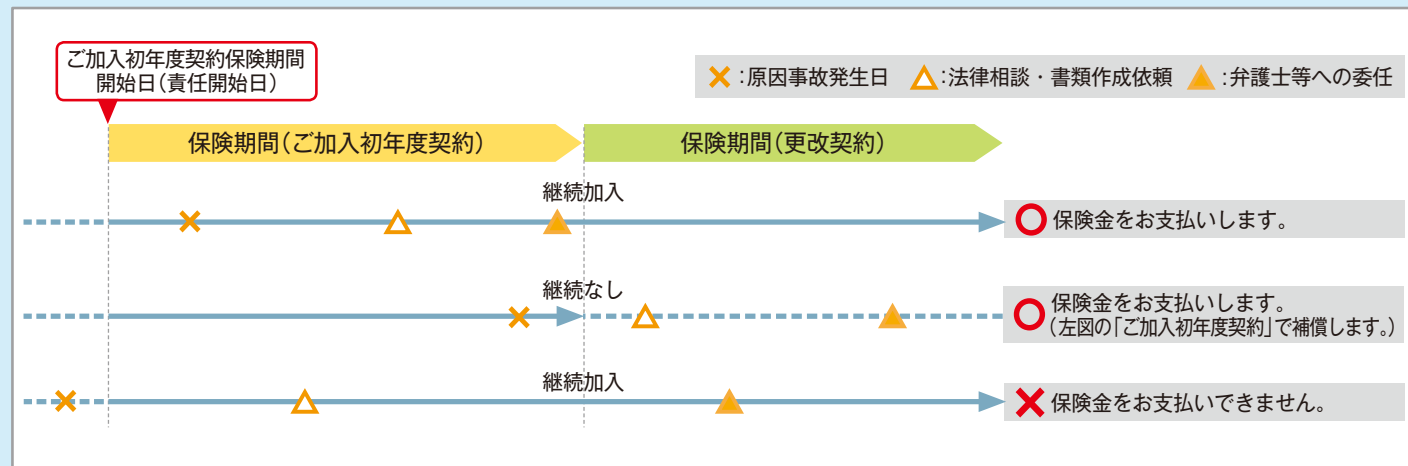 ご加入初年度契約保険期間
開始日(責任開始日)
:原因事故発生日 :法律相談・書類作成依頼 :弁護士等への委任
保険期間(ご加入初年度契約)
保険期間(更改契約)
継続加入
保険金をお支払いします。
継続なし
保険金をお支払いします。
(左図の「ご加入初年度契約」で補償します。)
継続加入
保険金をお支払いできません。